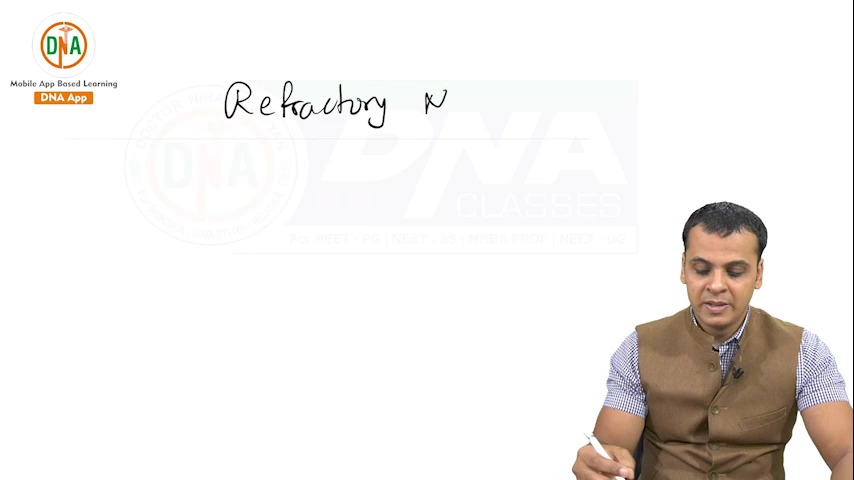 DNA
Mobile App Based Learning
DNA App
Refractory N
DNA
DNA
CLASSES
For NEET - PG | NEET - SS | MBBS PROF | NEET - UG